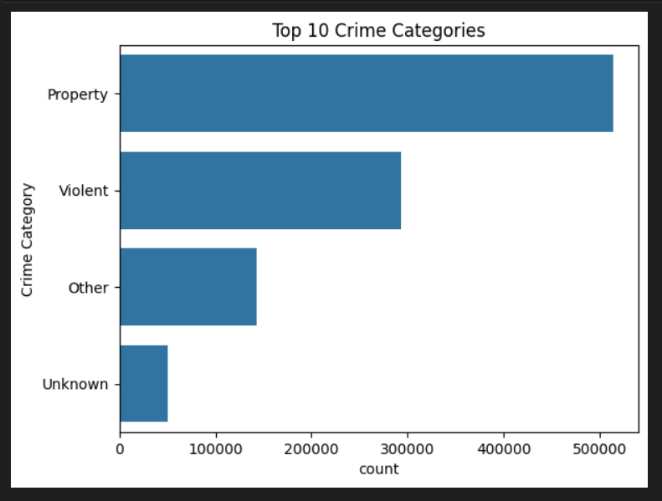 Top 10 Crime Categories
Crime Category
Property
Violent
Other
Unknown
0 100000 200000 300000 400000 500000
count